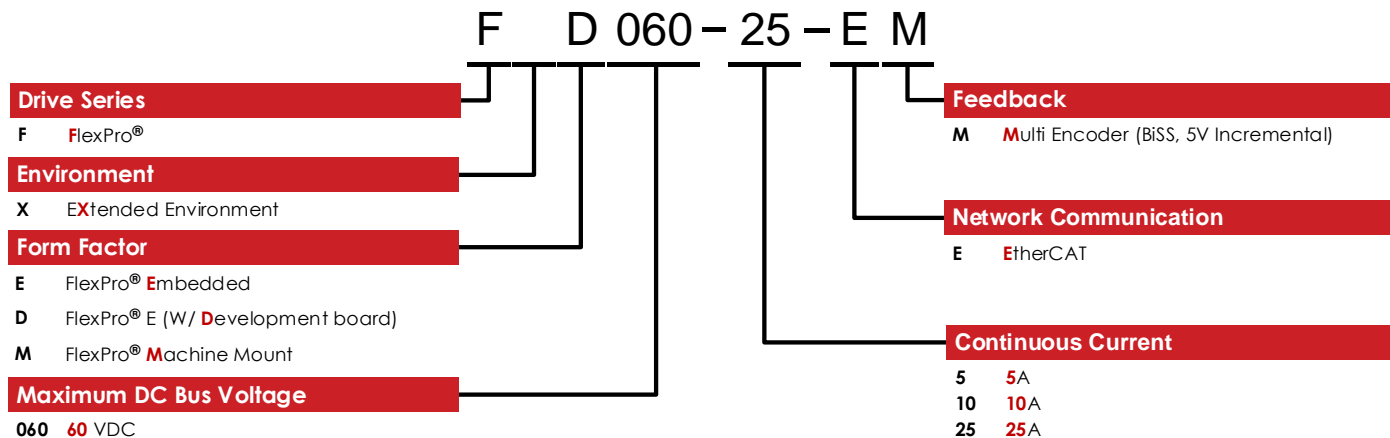 F D 060 – 25 – E M
Drive Series
F FlexPro®
Environment
X EXtended Environment
Form Factor
E FlexPro® Embedded
D FlexPro® E (W/ Development board)
M FlexPro® Machine Mount
Maximum DC Bus Voltage
060 60 VDC
Feedback
M Multi Encoder (BiSS, 5V Incremental)
Network Communication
E EtherCAT
Continuous Current
5 5A
10 10A
25 25A